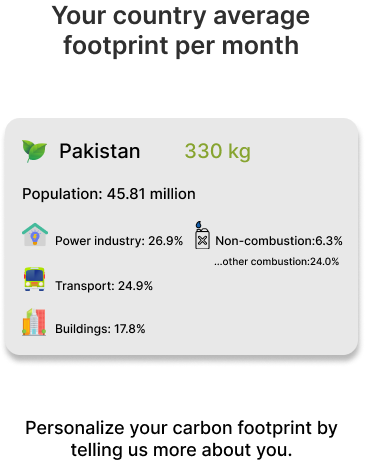 Your country average
footprint per month
Pakistan 330 kg
Population: 45.81 million
Power industry: 26.9% Non-combustion:6.3%
...other combustion:24.0%
Transport: 24.9%
Buildings: 17.8%
Personalize your carbon footprint by
telling us more about you.